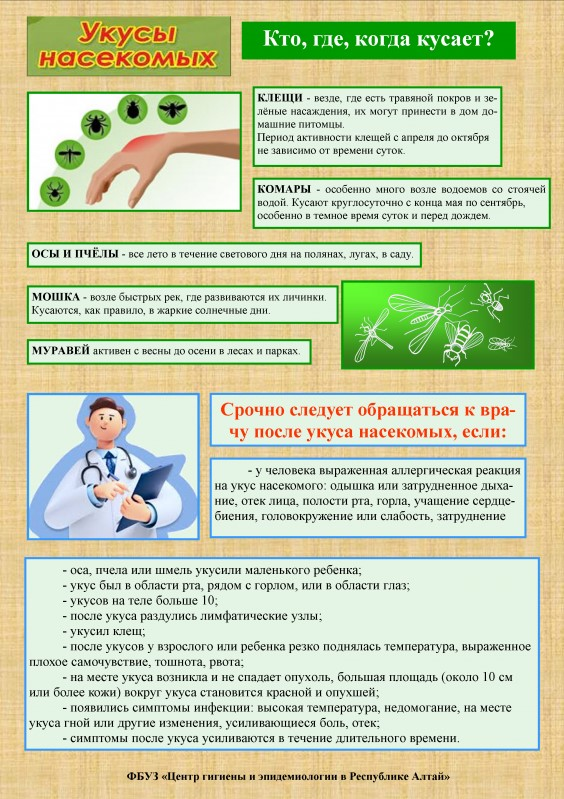 Укусы
насекомых
Кто, где, когда кусает?
КЛЕЩИ - везде, где есть травяной покров и зе-
лёные насаждения, их могут принести в дом до-
машние питомцы.
Период активности клещей с апреля до октября
не зависимо от времени суток.
КОМАРЫ - особенно много возле водоемов со стоячей
водой. Кусают круглосуточно с конца мая по сентябрь,
особенно в темное время суток и перед дождем.
ОСЫ И ПЧЁЛЫ - все лето в течение светового дня на полянах, лугах, в саду.
МОШКА - возле быстрых рек, где развиваются их личинки.
Кусаются, как правило, в жаркие солнечные дни.
МУРАВЕЙ активен с весны до осени в лесах и парках.
Срочно следует обращаться к вра-
чу после укуса насекомых, если:
- у человека выраженная аллергическая реакция
на укус насекомого: одышка или затрудненное дыха-
ние, отек лица, полости рта, горла, учащение сердце-
биения, головокружение или слабость, затруднение
- оса, пчела или шмель укусили маленького ребенка;
- укус был в области рта, рядом с горлом, или в области глаз;
- укусов на теле больше 10;
- после укуса раздулись лимфатические узлы;
- укусил клещ;
- после укусов у взрослого или ребенка резко поднялась температура, выраженное
плохое самочувствие, тошнота, рвота;
- на месте укуса возникла и не спадает опухоль, большая площадь (около 10 см
или более кожи) вокруг укуса становится красной и опухшей;
- появились симптомы инфекции: высокая температура, недомогание, на месте
укуса гной или другие изменения, усиливающиеся боль, отек;
- симптомы после укуса усиливаются в течение длительного времени.
ФБУЗ «Центр гигиены и эпидемиологии в Республике Алтай»